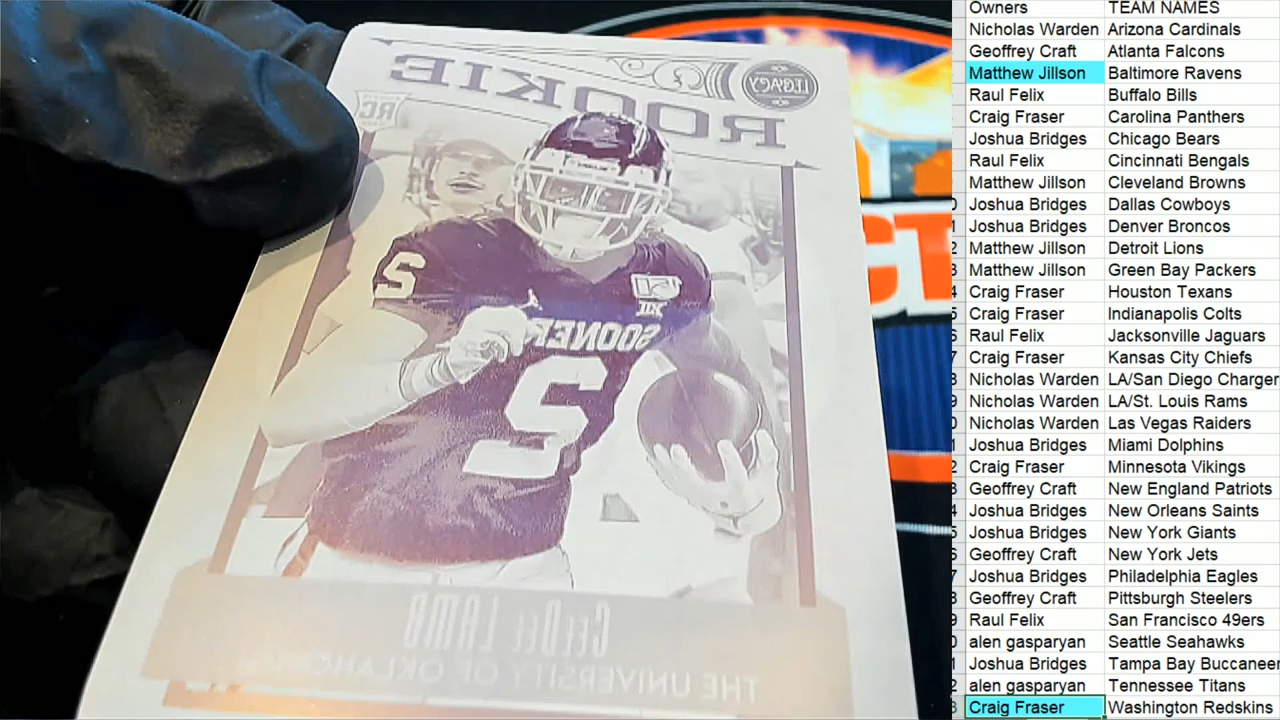 LEGACY
ROOKIE
RC
S
XII
SOONERS
S
CeeDee Lamb
THE UNIVERSITY OF OKLAHOMA
Owners TEAM NAMES
Nicholas Warden Arizona Cardinals
Geoffrey Craft Atlanta Falcons
Matthew Jillson Baltimore Ravens
Raul Felix Buffalo Bills
Craig Fraser Carolina Panthers
Joshua Bridges Chicago Bears
Raul Felix Cincinnati Bengals
Matthew Jillson Cleveland Browns
Joshua Bridges Dallas Cowboys
Joshua Bridges Denver Broncos
Matthew Jillson Detroit Lions
Matthew Jillson Green Bay Packers
Craig Fraser Houston Texans
Craig Fraser Indianapolis Colts
Raul Felix Jacksonville Jaguars
Craig Fraser Kansas City Chiefs
Nicholas Warden LA/San Diego Charger
Nicholas Warden LA/St. Louis Rams
Nicholas Warden Las Vegas Raiders
Joshua Bridges Miami Dolphins
Craig Fraser Minnesota Vikings
Geoffrey Craft New England Patriots
Joshua Bridges New Orleans Saints
Joshua Bridges New York Giants
Geoffrey Craft New York Jets
Joshua Bridges Philadelphia Eagles
Geoffrey Craft Pittsburgh Steelers
Raul Felix San Francisco 49ers
alen gasparyan Seattle Seahawks
Joshua Bridges Tampa Bay Buccaneer
alen gasparyan Tennessee Titans
Craig Fraser Washington Redskins